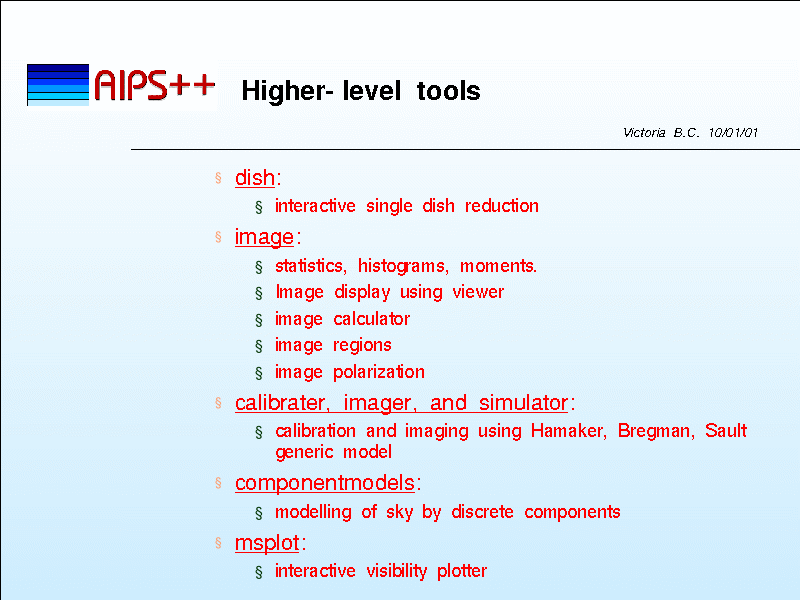 AIPS++ Higher- level tools
Victoria B.C. 10/01/01
§ dish:
§ interactive single dish reduction
§ image:
§ statistics, histograms, moments.
§ Image display using viewer
§ image calculator
§ image regions
§ image polarization
§ calibrater, imager, and simulator:
§ calibration and imaging using Hamaker, Bregman, Sault
generic model
§ componentmodels:
§ modelling of sky by discrete components
§ msplot:
§ interactive visibility plotter